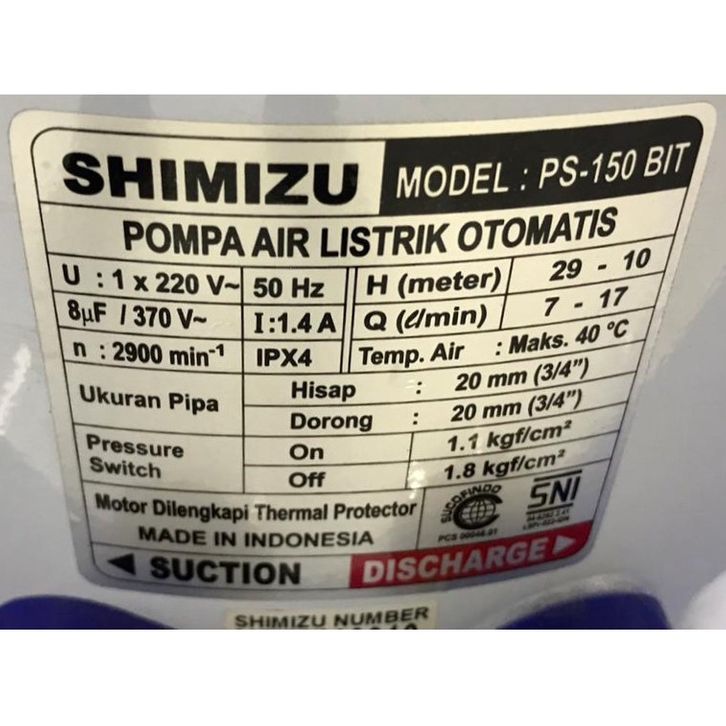 SHIMIZU MODEL : PS-150 BIT
POMPA AIR LISTRIK OTOMATIS
U : 1 x 220 V~ 50 Hz H (meter) 29 - 10
8µF / 370 V~ I : 1.4 A Q (ℓ/min) 7 - 17
n : 2900 min⁻¹ IPX4 Temp. Air : Maks. 40 °C
Ukuran Pipa Hisap : 20 mm (3/4")
Dorong : 20 mm (3/4")
Pressure Switch On 1.1 kgf/cm²
Off 1.8 kgf/cm²
Motor Dilengkapi Thermal Protector
MADE IN INDONESIA
SUCOFINDO
SNI
SUCTION DISCHARGE
SHIMIZU NUMBER